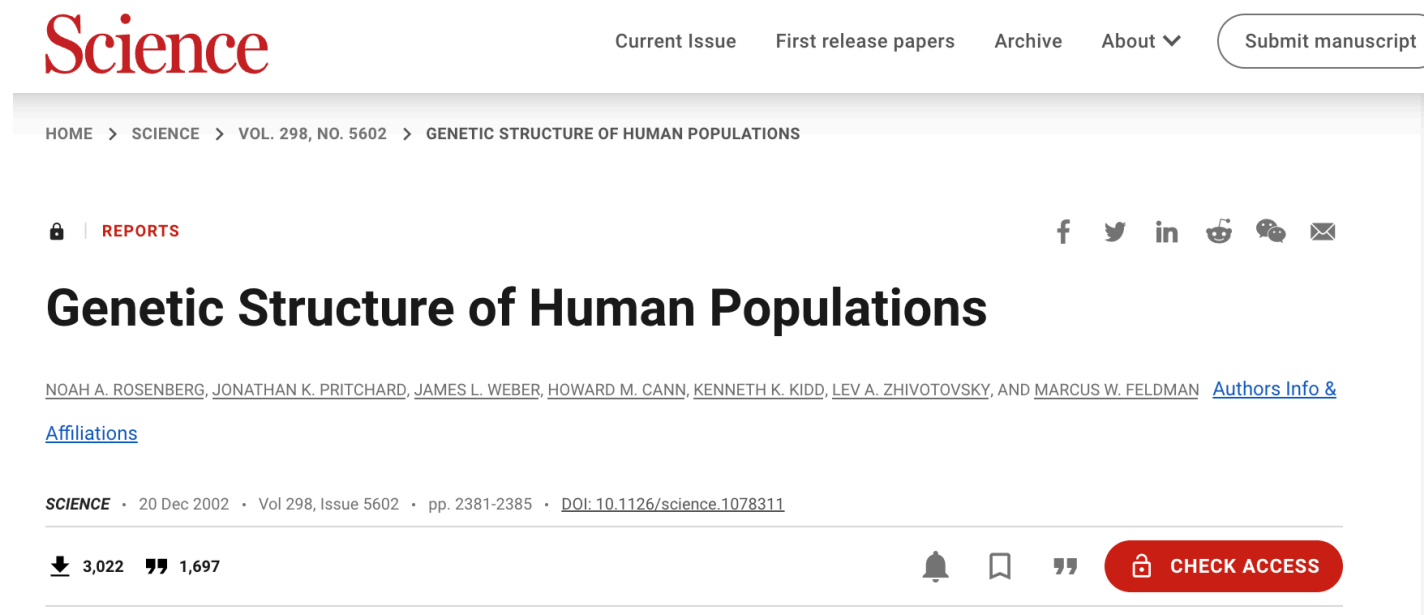 Science
Current Issue First release papers Archive About Submit manuscript
HOME > SCIENCE > VOL. 298, NO. 5602 > GENETIC STRUCTURE OF HUMAN POPULATIONS
REPORTS
Genetic Structure of Human Populations
NOAH A. ROSENBERG, JONATHAN K. PRITCHARD, JAMES L. WEBER, HOWARD M. CANN, KENNETH K. KIDD, LEV A. ZHIVOTOVSKY, AND MARCUS W. FELDMAN Authors Info &
Affiliations
SCIENCE • 20 Dec 2002 • Vol 298, Issue 5602 • pp. 2381-2385 • DOI: 10.1126/science.1078311
3,022 1,697
CHECK ACCESS